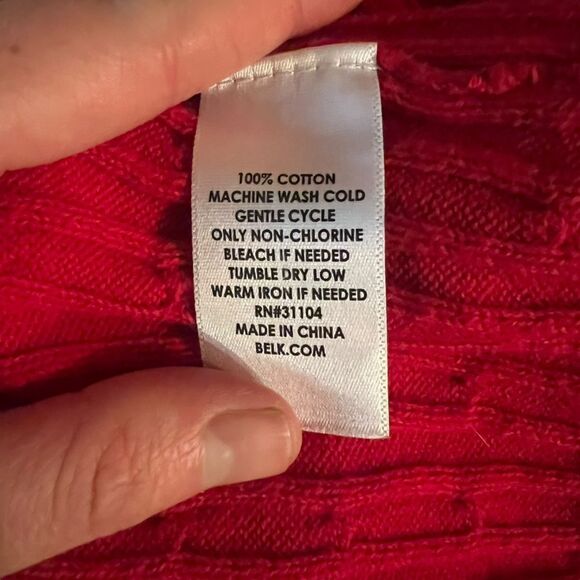 100% COTTON
MACHINE WASH COLD
GENTLE CYCLE
ONLY NON-CHLORINE
BLEACH IF NEEDED
TUMBLE DRY LOW
WARM IRON IF NEEDED
RN#31104
MADE IN CHINA
BELK.COM